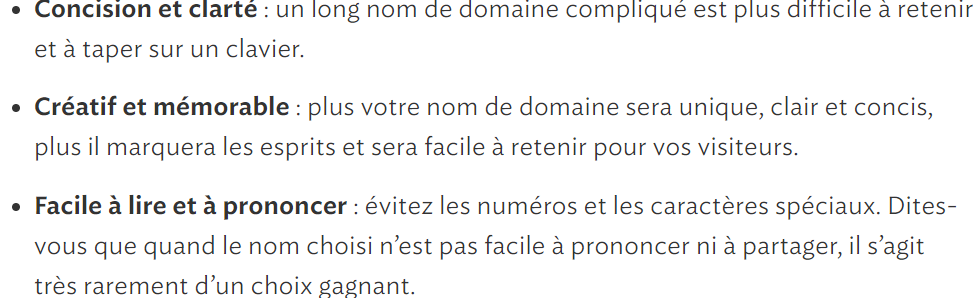 • Concision et clarté : un long nom de domaine compliqué est plus difficile à retenir
et à taper sur un clavier.
• Créatif et mémorable : plus votre nom de domaine sera unique, clair et concis,
plus il marquera les esprits et sera facile à retenir pour vos visiteurs.
• Facile à lire et à prononcer : évitez les numéros et les caractères spéciaux. Dites-
vous que quand le nom choisi n’est pas facile à prononcer ni à partager, il s’agit
très rarement d’un choix gagnant.